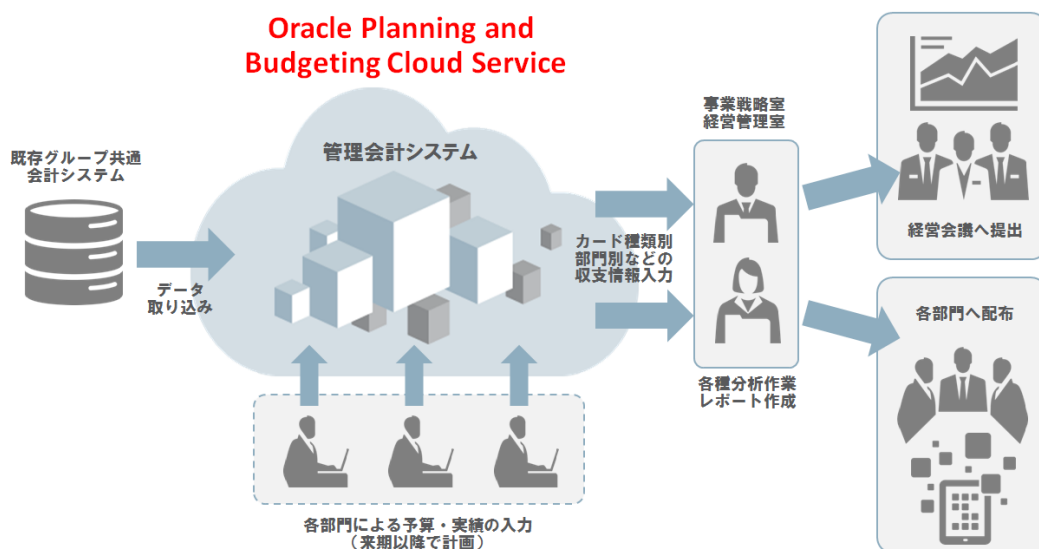 Oracle Planning and
Budgeting Cloud Service
既存グループ共通
会計システム
データ
取り込み
管理会計システム
カード種類別
部門別などの
収支情報入力
各部門による予算・実績の入力
（来期以降で計画）
事業戦略室
経営管理室
各種分析作業
レポート作成
経営会議へ提出
各部門へ配布